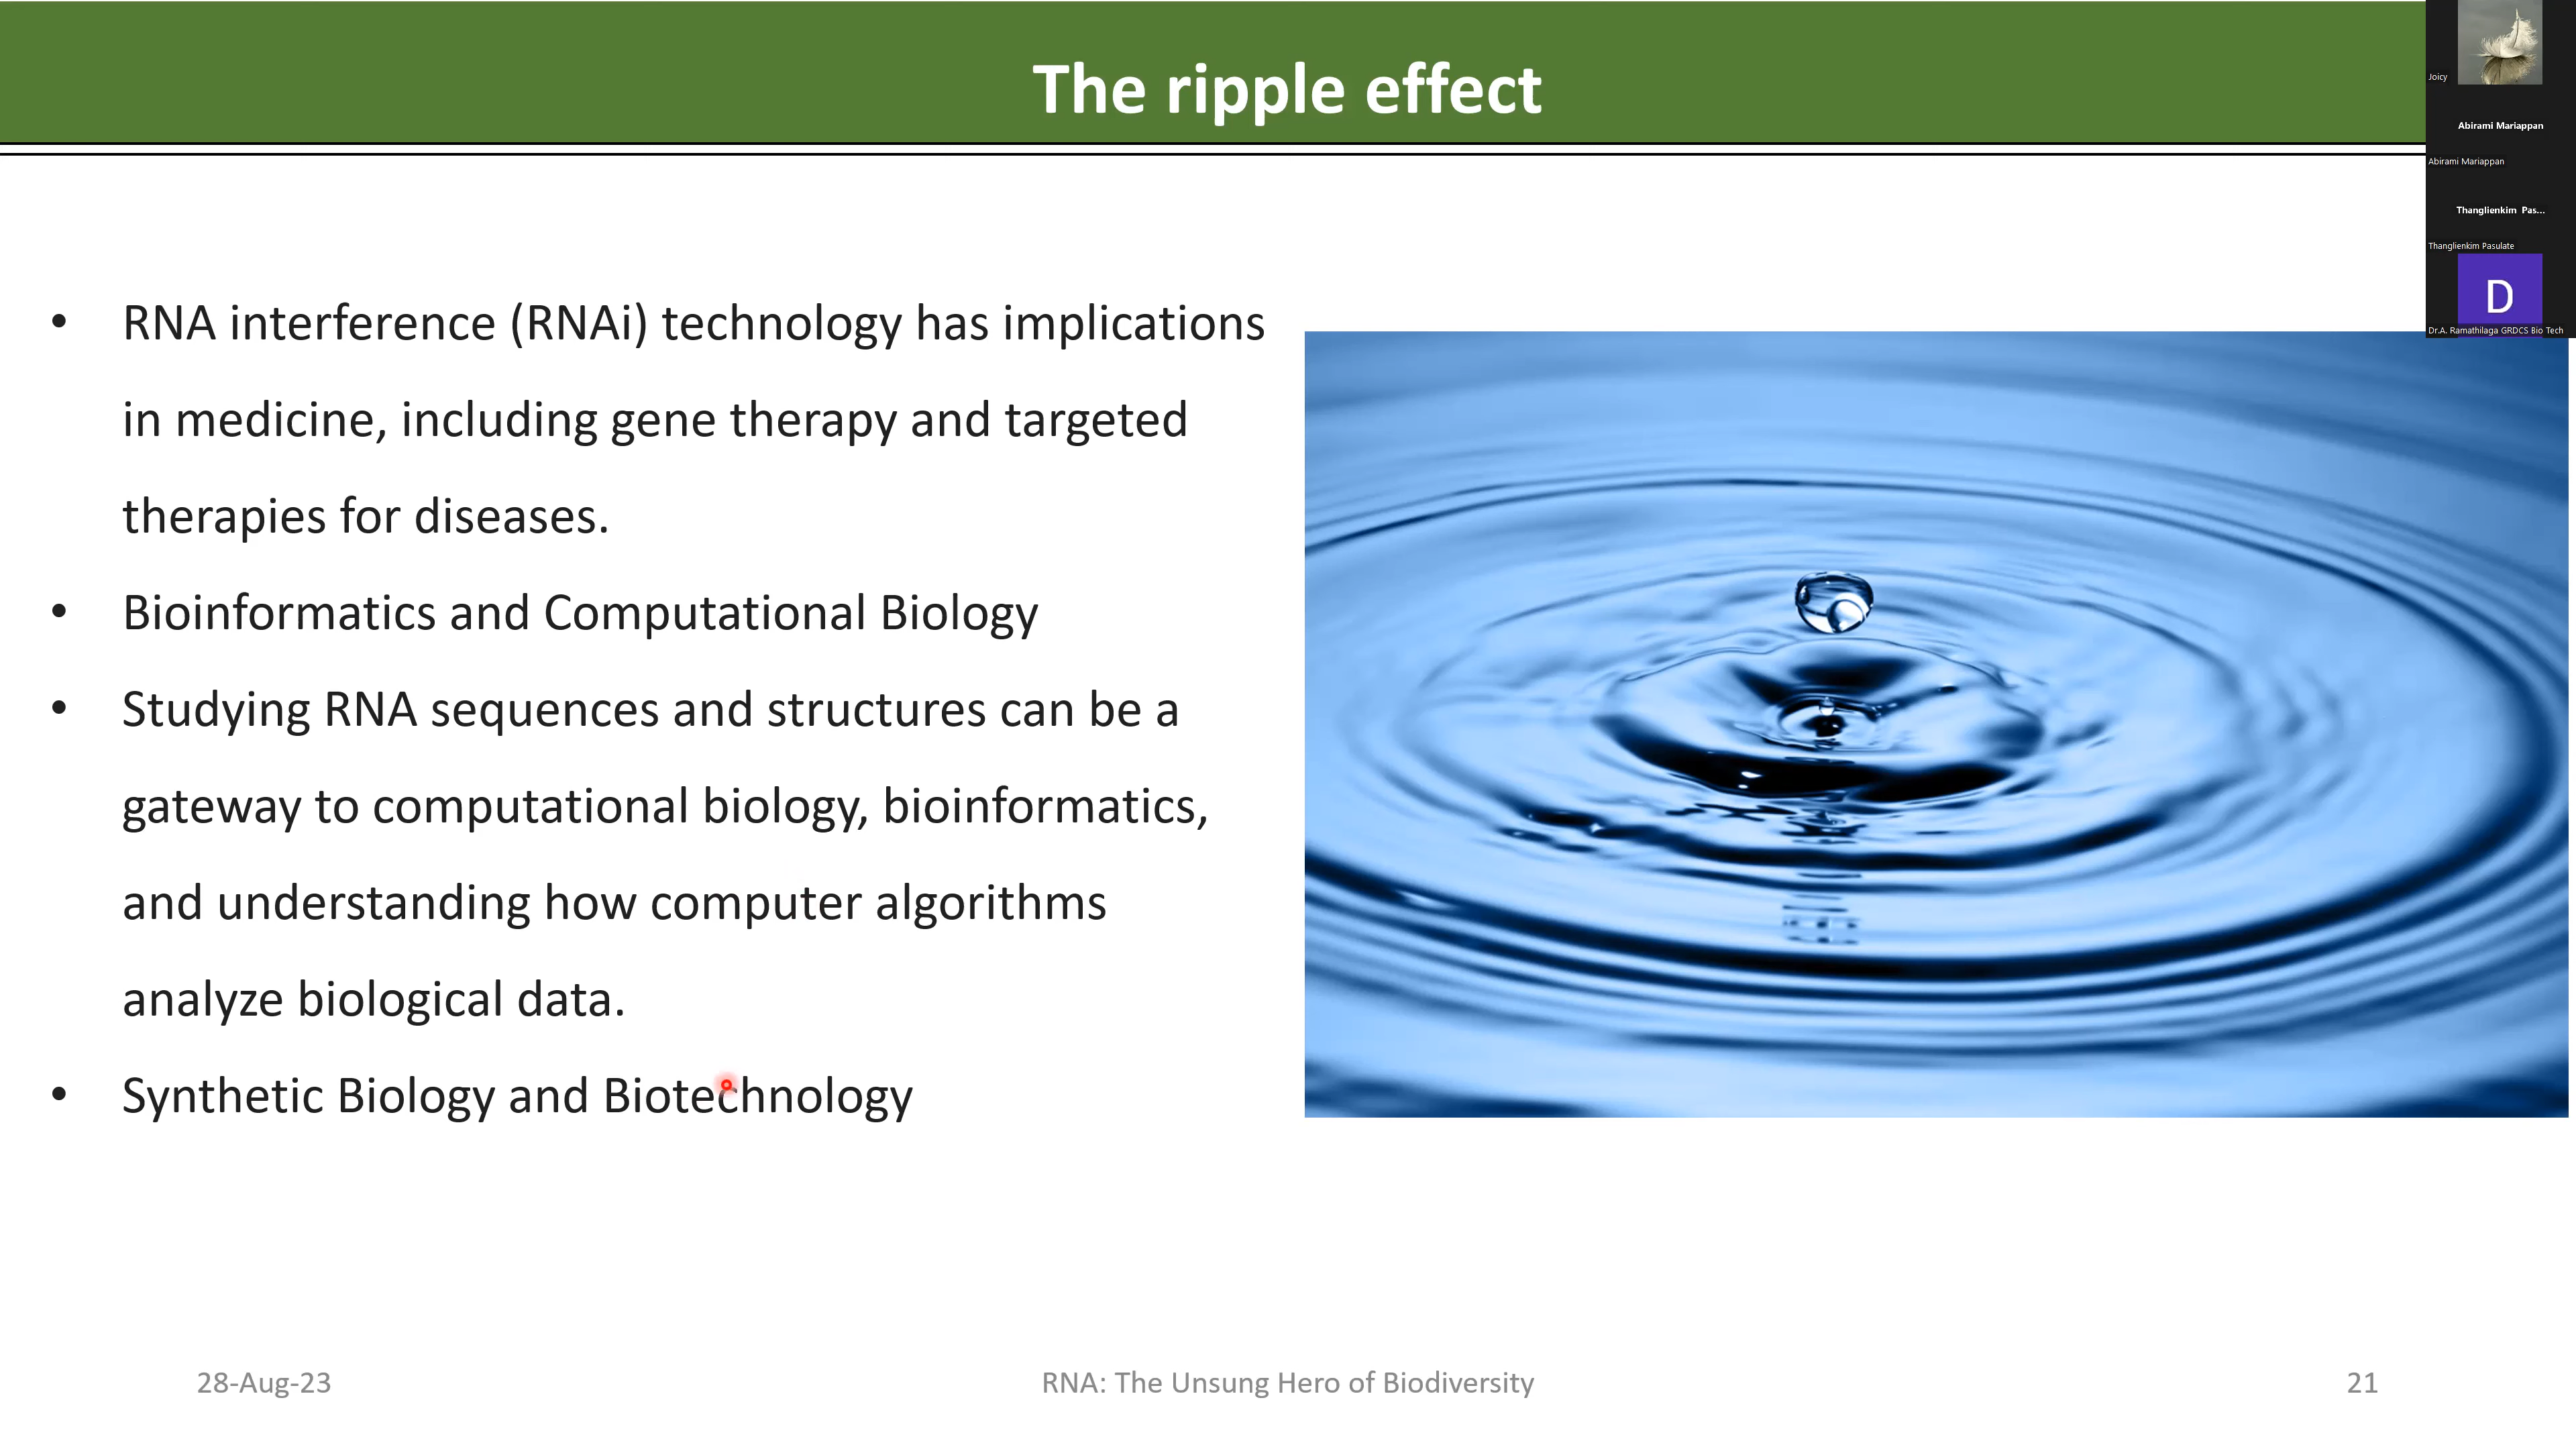 The ripple effect
Joicy
Abirami Mariappan
Abirami Mariappan
Thanglienkim Pas...
Thanglienkim Pasulate
D
Dr.A. Ramathilaga GRDCS Bio Tech
• RNA interference (RNAi) technology has implications
in medicine, including gene therapy and targeted
therapies for diseases.
• Bioinformatics and Computational Biology
• Studying RNA sequences and structures can be a
gateway to computational biology, bioinformatics,
and understanding how computer algorithms
analyze biological data.
• Synthetic Biology and Biotechnology
28-Aug-23
RNA: The Unsung Hero of Biodiversity
21